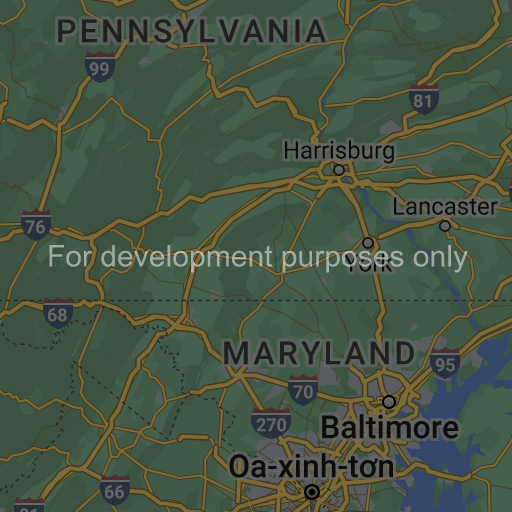 PENNSYLVANIA
99
81
Harrisburg
Lancaster
76
For development purposes only
York
68
MARYLAND
95
70
270
Baltimore
Oa-xinh-tơn
66
81